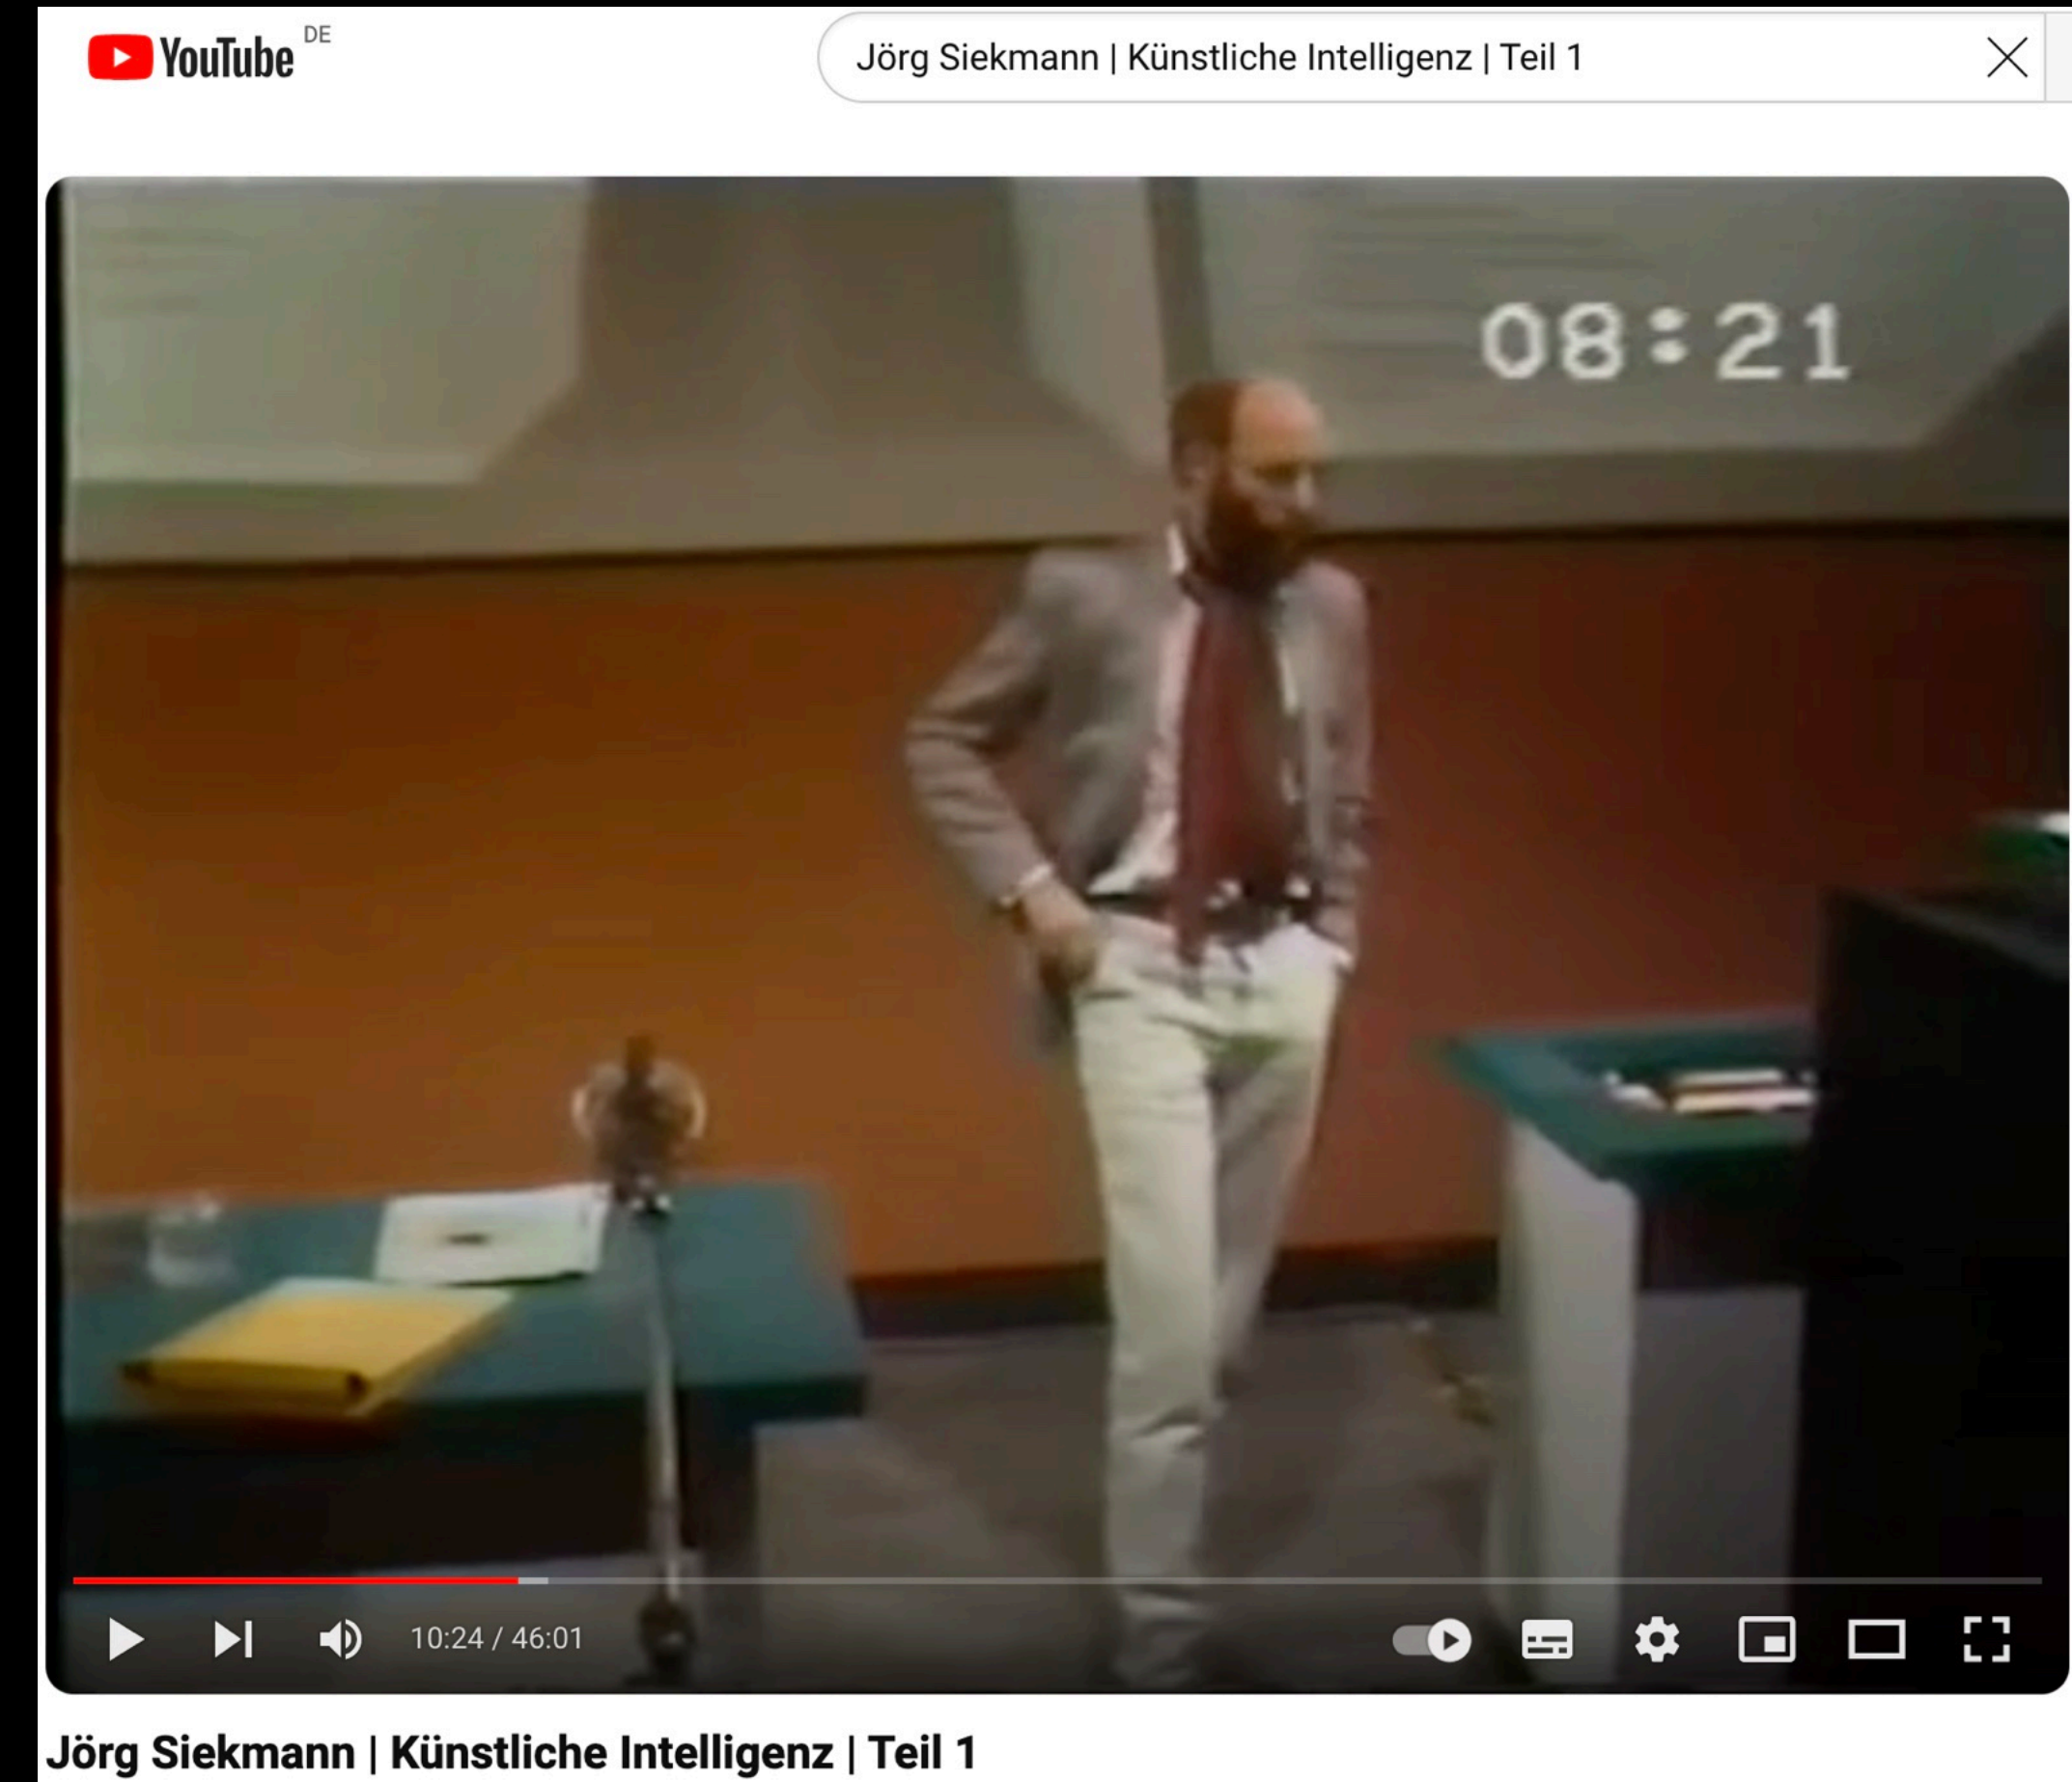 YouTube DE
Jörg Siekmann | Künstliche Intelligenz | Teil 1
08:21
10:24 / 46:01
Jörg Siekmann | Künstliche Intelligenz | Teil 1